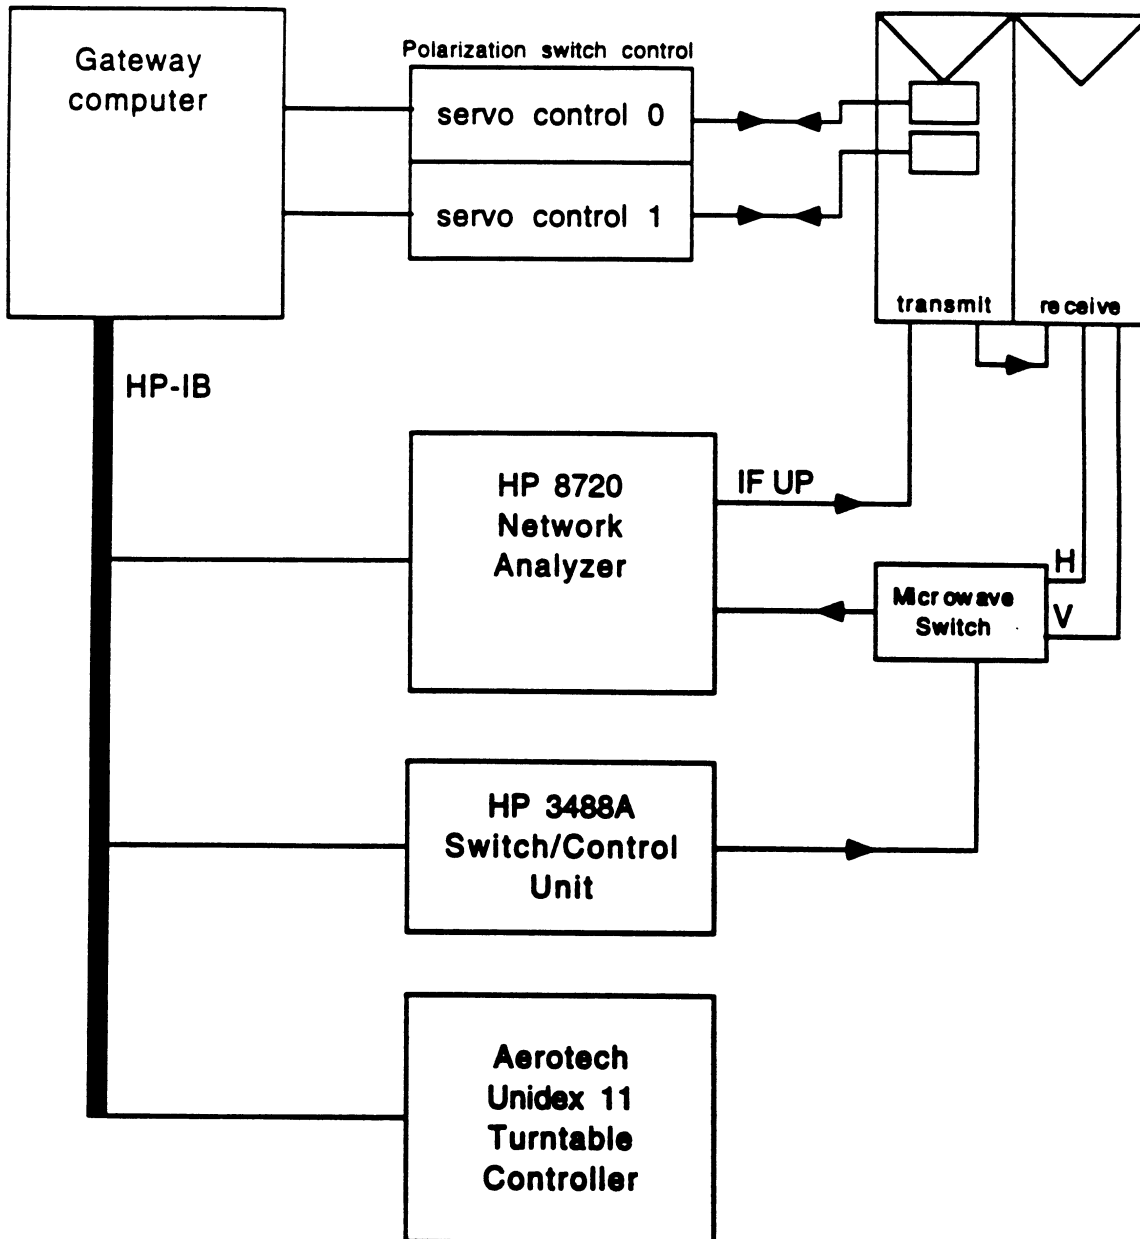 Gateway
computer
Polarization switch control
servo control 0
servo control 1
transmit
receive
HP-IB
HP 8720
Network
Analyzer
IF UP
H
V
Microwave
Switch
HP 3488A
Switch/Control
Unit
Aerotech
Unidex 11
Turntable
Controller